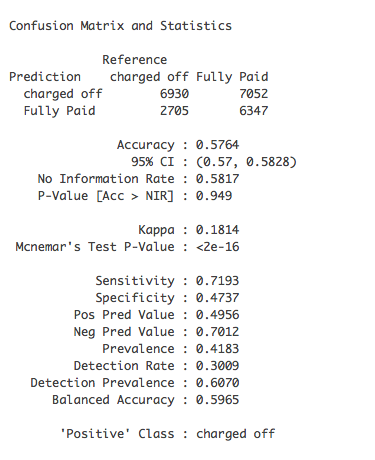 Confusion Matrix and Statistics
Reference
Prediction charged off Fully Paid
charged off 6930 7052
Fully Paid 2705 6347
Accuracy : 0.5764
95% CI : (0.57, 0.5828)
No Information Rate : 0.5817
P-Value [Acc > NIR] : 0.949
Kappa : 0.1814
Mcnemar's Test P-Value : <2e-16
Sensitivity : 0.7193
Specificity : 0.4737
Pos Pred Value : 0.4956
Neg Pred Value : 0.7012
Prevalence : 0.4183
Detection Rate : 0.3009
Detection Prevalence : 0.6070
Balanced Accuracy : 0.5965
'Positive' Class : charged off